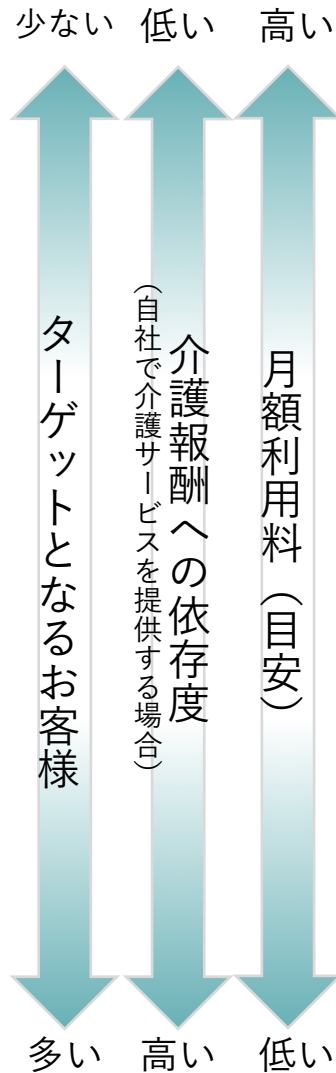 少ない 低い 高い
ターゲットとなるお客様
介護報酬への依存度
（自社で介護サービスを提供する場合）
月額利用料（目安）
多い 高い 低い